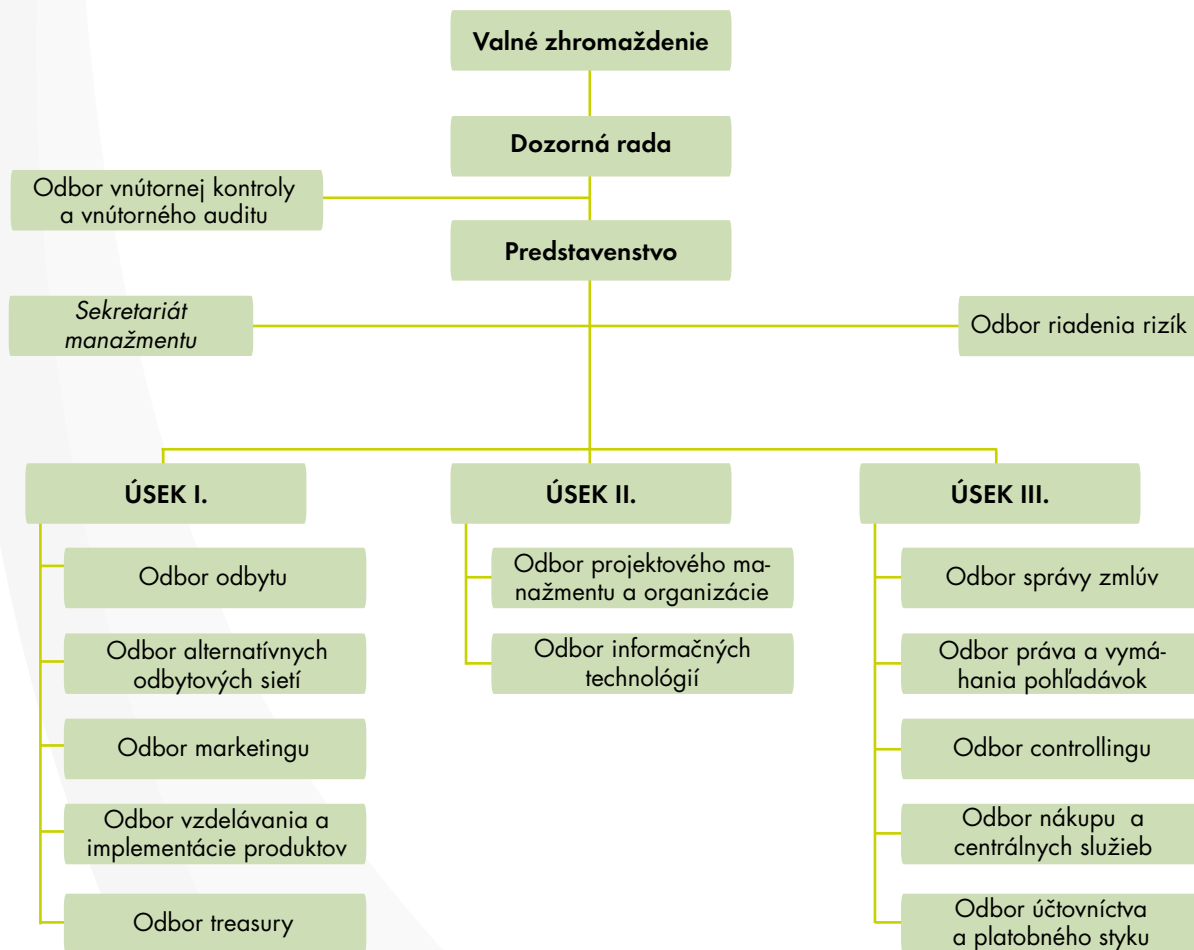 Valné zhromaždenie
Dozorná rada
Odbor vnútornej kontroly
a vnútorného auditu
Predstavenstvo
Sekretariát
manažmentu
Odbor riadenia rizík
ÚSEK I.
Odbor odbytu
Odbor alternatívnych
odbytových sietí
Odbor marketingu
Odbor vzdelávania a
implementácie produktov
Odbor treasury
ÚSEK II.
Odbor projektového ma-
nažmentu a organizácie
Odbor informačných
technológií
ÚSEK III.
Odbor správy zmlúv
Odbor práva a vymá-
hania pohľadávok
Odbor controllingu
Odbor nákupu a
centrálnych služieb
Odbor účtovníctva
a platobného styku